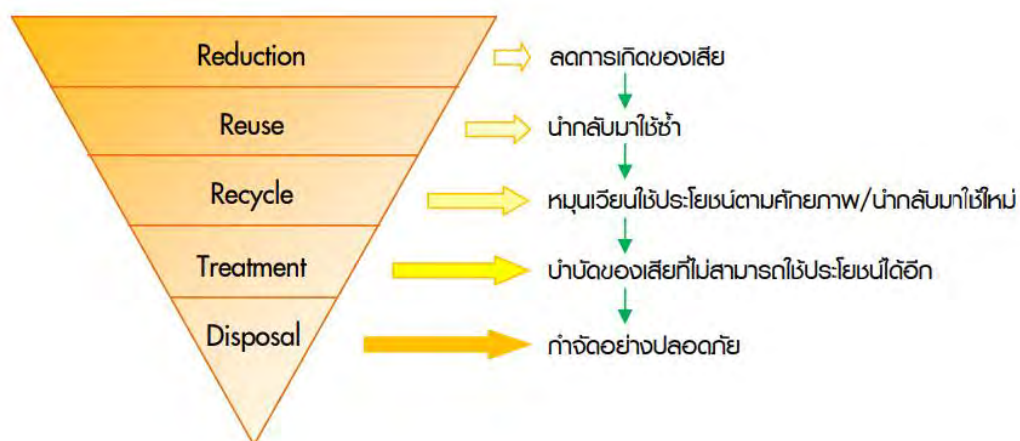 Reduction ลดการเกิดของเสีย
Reuse นำกลับมาใช้ซ้ำ
Recycle หมุนเวียนใช้ประโยชน์ตามศักยภาพ/นำกลับมาใช้ใหม่
Treatment บำบัดของเสียที่ไม่สามารถใช้ประโยชน์ได้อีก
Disposal กำจัดอย่างปลอดภัย